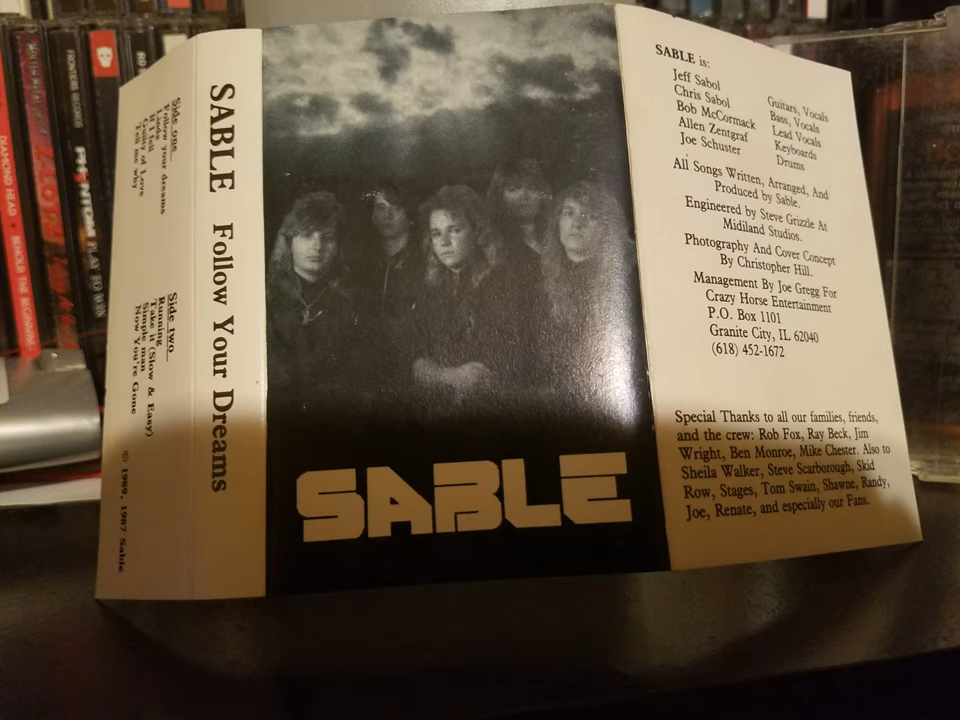 DIAMOND HEAD • BEHOLD THE BEGINNING
FRONTIERS RECORDS
Side one
Follow your dreams
Linda
If I fell
Guilty of Love
Tell me why
Side two
Running
Take it (Slow & Easy)
Simple man
Now You're Gone
© 1989, 1987 Sable
SABLE Follow Your Dreams
SABLE
SABLE is:
Jeff Sabol Guitars, Vocals
Chris Sabol Bass, Vocals
Bob McCormack Lead Vocals
Allen Zentgraf Keyboards
Joe Schuster Drums
All Songs Written, Arranged, And
Produced by Sable.
Engineered by Steve Grizzle At
Midiland Studios.
Photography And Cover Concept
By Christopher Hill.
Management By Joe Gregg For
Crazy Horse Entertainment
P.O. Box 1101
Granite City, IL 62040
(618) 452-1672
Special Thanks to all our families, friends,
and the crew: Rob Fox, Ray Beck, Jim
Wright, Ben Monroe, Mike Chester. Also to
Sheila Walker, Steve Scarborough, Skid
Row, Stages, Tom Swain, Shawne, Randy,
Joe, Renate, and especially our Fans.